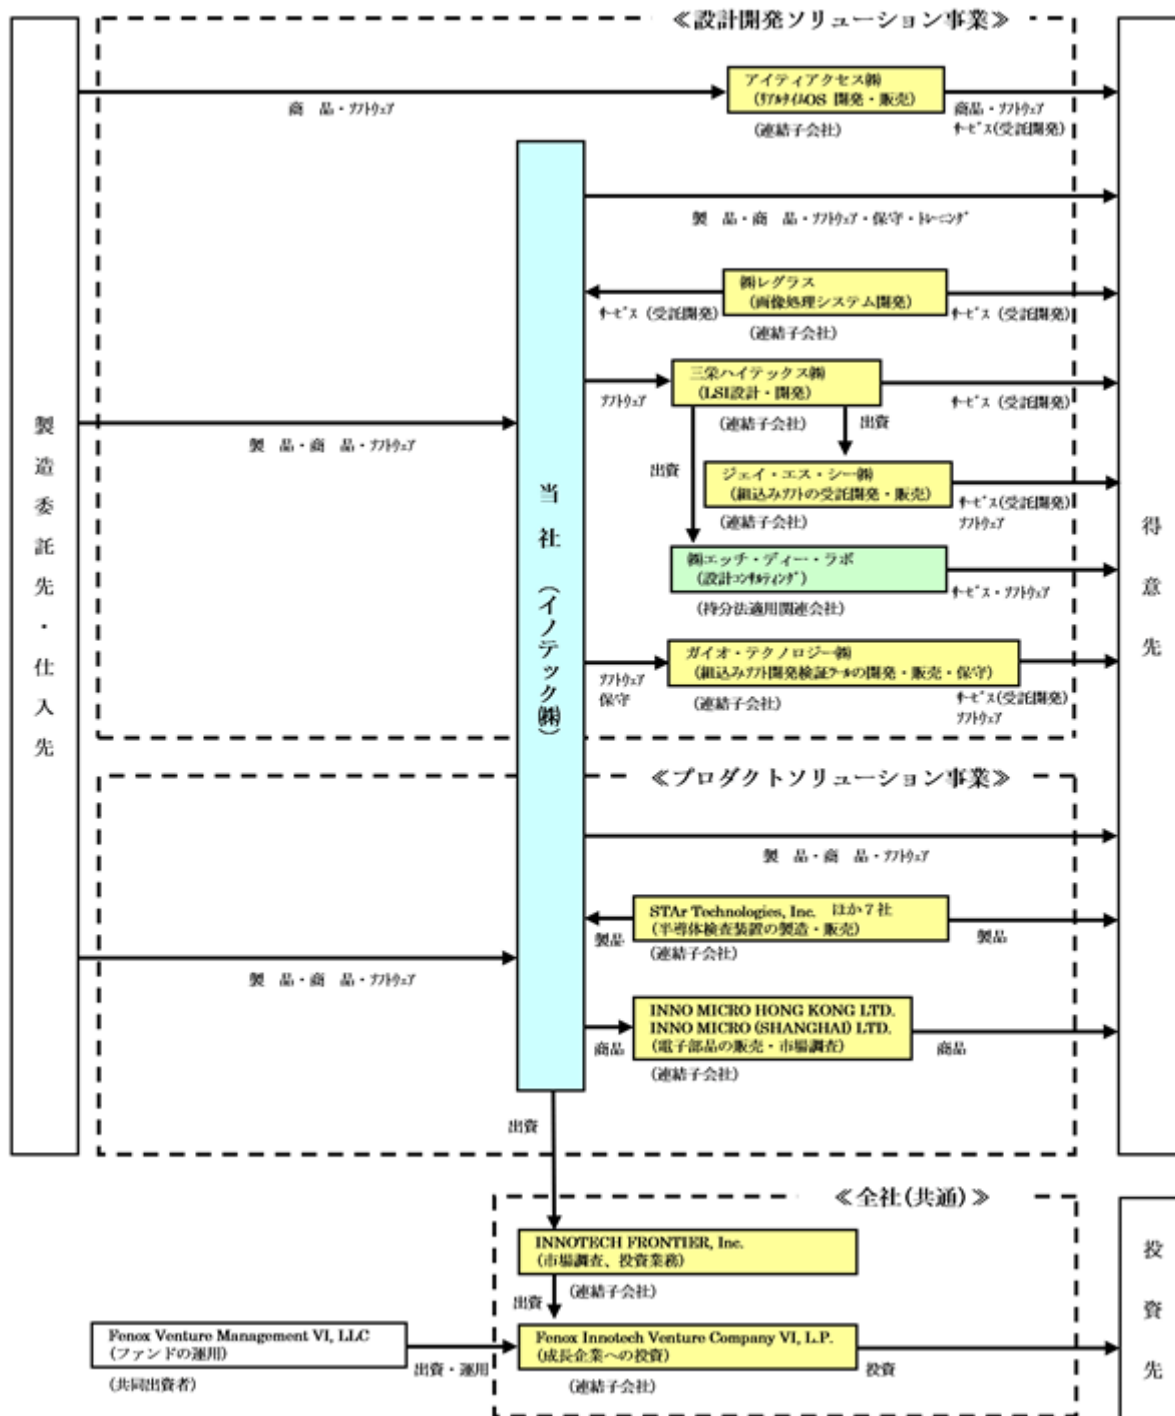 ≪設計開発ソリューション事業≫
製造委託先・仕入先
得意先
当社（イノテック㈱）
アイティアクセス㈱
(ﾘｱﾙﾀｲﾑOS 開発・販売)
(連結子会社)
商　品・ｿﾌﾄｳｪｱ
商品・ｿﾌﾄｳｪｱ
ｻｰﾋﾞｽ(受託開発)
製　品・商　品・ｿﾌﾄｳｪｱ・保守・ﾄﾚｰﾆﾝｸﾞ
㈱レグラス
(画像処理システム開発)
(連結子会社)
ｻｰﾋﾞｽ (受託開発)
ｻｰﾋﾞｽ (受託開発)
三栄ハイテックス㈱
(LSI設計・開発)
(連結子会社)
ｿﾌﾄｳｪｱ
ｻｰﾋﾞｽ (受託開発)
出資
出資
製　品・商　品・ｿﾌﾄｳｪｱ
ジェイ・エス・シー㈱
(組込みｿﾌﾄの受託開発・販売)
(連結子会社)
ｻｰﾋﾞｽ(受託開発)
ｿﾌﾄｳｪｱ
㈱エッチ・ディー・ラボ
(設計ｺﾝｻﾙﾃｨﾝｸﾞ)
(持分法適用関連会社)
ｻｰﾋﾞｽ・ｿﾌﾄｳｪｱ
ガイオ・テクノロジー㈱
(組込みｿﾌﾄ開発検証ﾂｰﾙの開発・販売・保守)
(連結子会社)
ｿﾌﾄｳｪｱ
保守
ｻｰﾋﾞｽ(受託開発)
ｿﾌﾄｳｪｱ
≪プロダクトソリューション事業≫
製　品・商　品・ｿﾌﾄｳｪｱ
STAr Technologies, Inc.　ほか７社
(半導体検査装置の製造・販売)
(連結子会社)
製品
製品
製　品・商　品・ｿﾌﾄｳｪｱ
INNO MICRO HONG KONG LTD.
INNO MICRO (SHANGHAI) LTD.
(電子部品の販売・市場調査)
(連結子会社)
商品
商品
出資
≪全社(共通)≫
投資先
INNOTECH FRONTIER, Inc.
(市場調査、投資業務)
(連結子会社)
出資
Fenox Venture Management VI, LLC
(ファンドの運用)
(共同出資者)
出資・運用
Fenox Innotech Venture Company VI, L.P.
(成長企業への投資)
(連結子会社)
投資